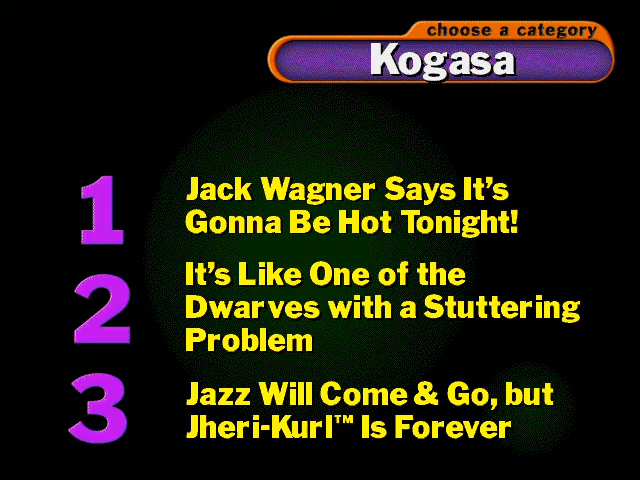 choose a category
Kogasa
1
Jack Wagner Says It's
Gonna Be Hot Tonight!
2
It's Like One of the
Dwarves with a Stuttering
Problem
3
Jazz Will Come & Go, but
Jheri-Kurl™ Is Forever